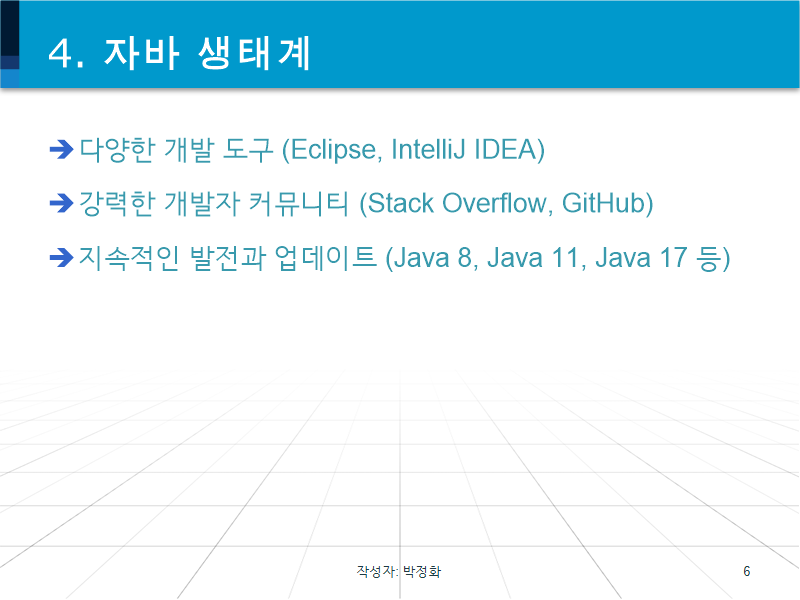 4. 자바 생태계
➔ 다양한 개발 도구 (Eclipse, IntelliJ IDEA)
➔ 강력한 개발자 커뮤니티 (Stack Overflow, GitHub)
➔ 지속적인 발전과 업데이트 (Java 8, Java 11, Java 17 등)
작성자: 박정화
6